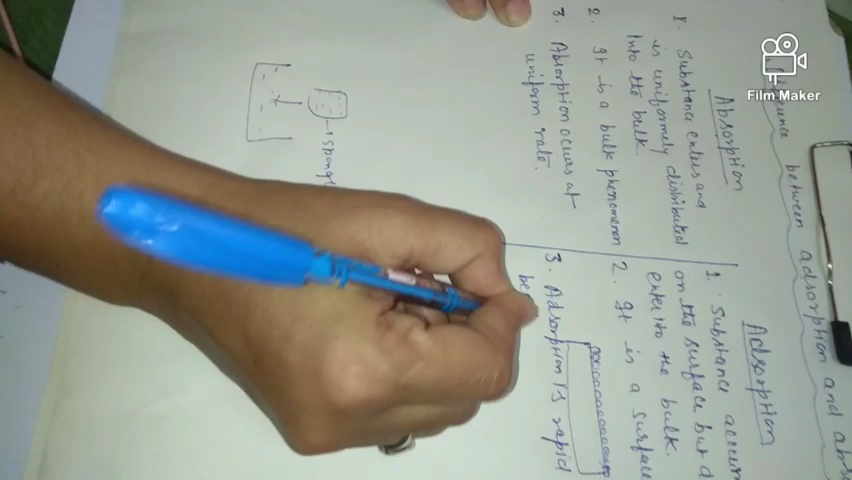 Film Maker
between adsorption and abs
Absorption
1. Substance enters and
is uniformely distributed
into the bulk.
2. It is a bulk phenomenon
3. Absorption occurs at
uniform rate.
sponge
Adsorption
1. Substance accum
on the surface but d
enter into the bulk.
2. It is a surface
3. Adsorption is rapid
be